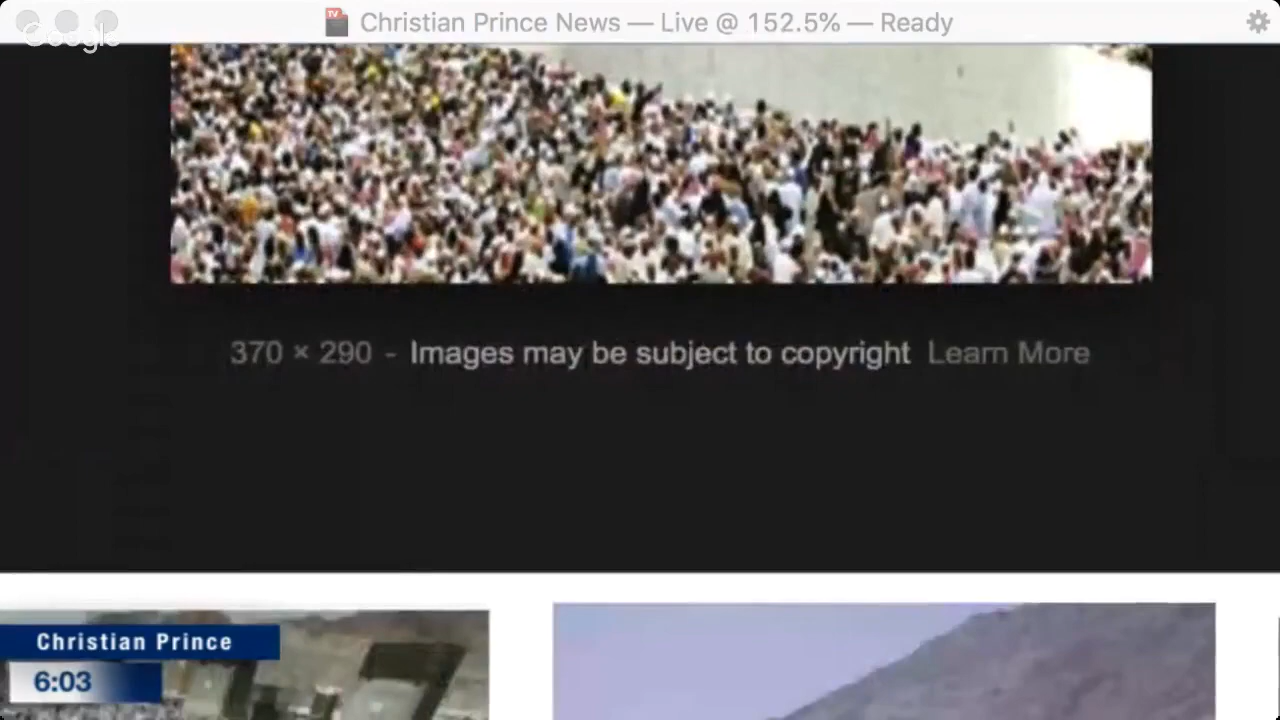 Christian Prince News — Live @ 152.5% — Ready
Google
370 × 290 - Images may be subject to copyright Learn More
Christian Prince
6:03